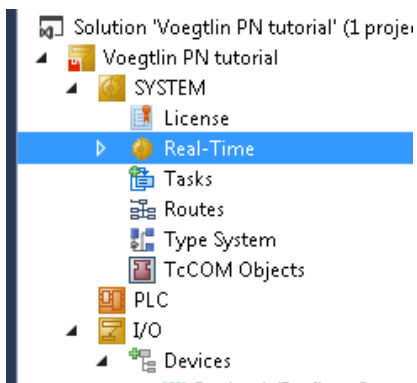 Solution 'Voegtlin PN tutorial' (1 proje
Voegtlin PN tutorial
SYSTEM
License
Real-Time
Tasks
Routes
Type System
TcCOM Objects
PLC
I/O
Devices